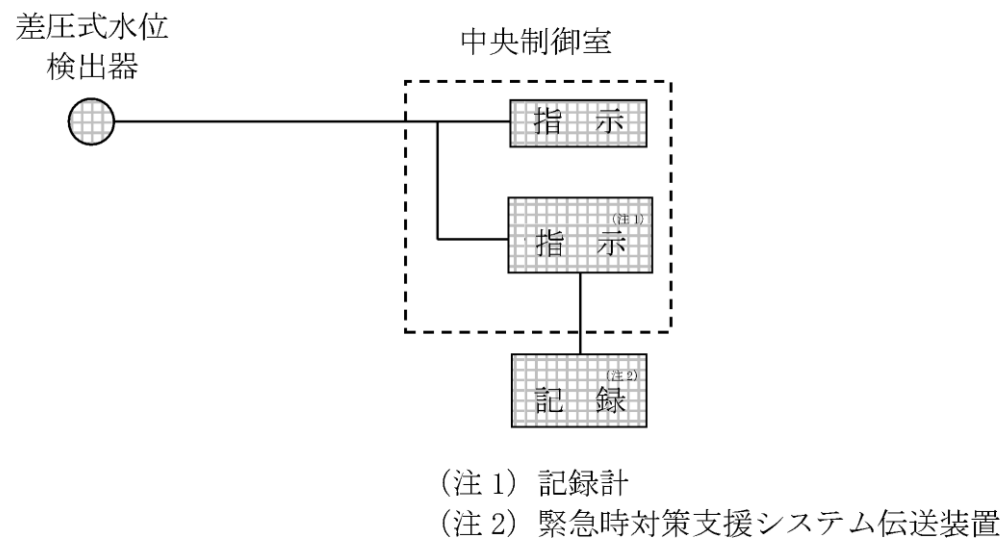 差圧式水位
検出器
中央制御室
指　示
(注 1)
指　示
(注 2)
記　録
（注 1）記録計
（注 2）緊急時対策支援システム伝送装置